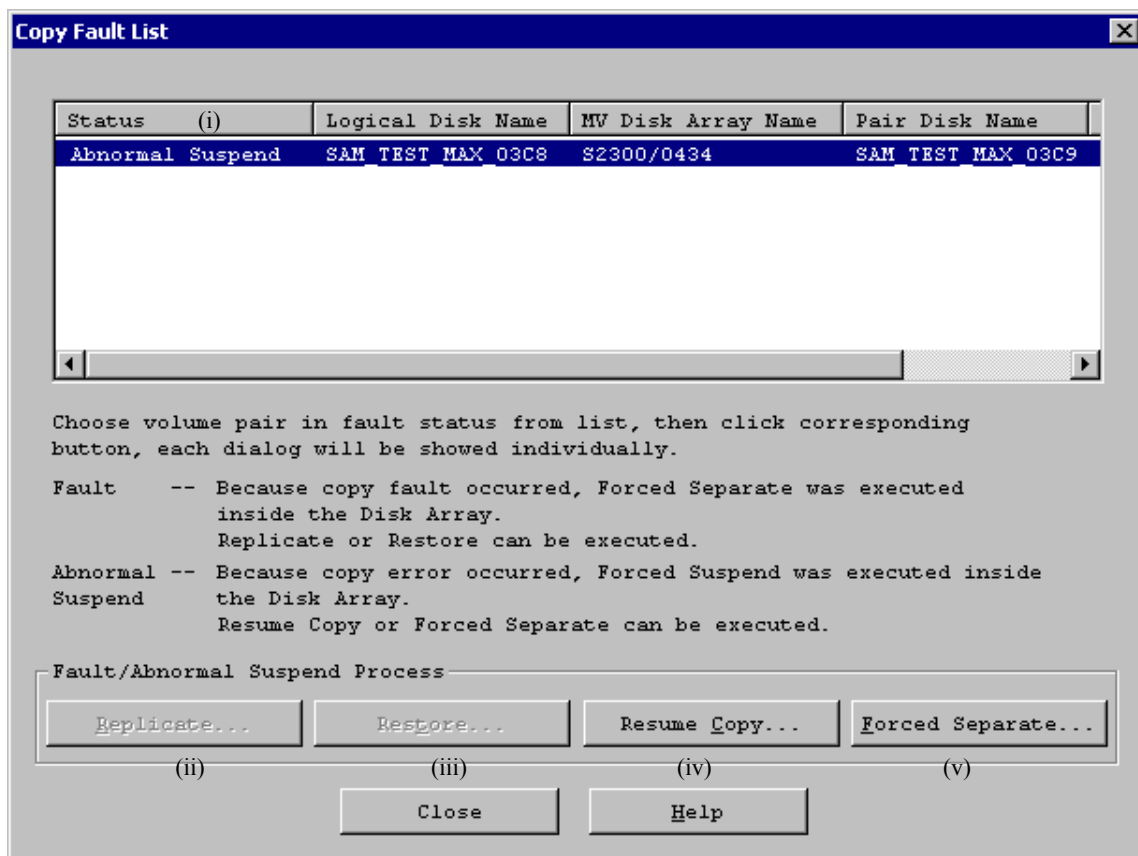 Copy Fault List
Status (i) Logical Disk Name MV Disk Array Name Pair Disk Name
Abnormal Suspend SAM_TEST_MAX_03C8 S2300/0434 SAM_TEST_MAX_03C9
Choose volume pair in fault status from list, then click corresponding
button, each dialog will be showed individually.
Fault -- Because copy fault occurred, Forced Separate was executed
inside the Disk Array.
Replicate or Restore can be executed.
Abnormal -- Because copy error occurred, Forced Suspend was executed inside
Suspend the Disk Array.
Resume Copy or Forced Separate can be executed.
Fault/Abnormal Suspend Process
Replicate... Restore... Resume Copy... Forced Separate...
(ii) (iii) (iv) (v)
Close Help